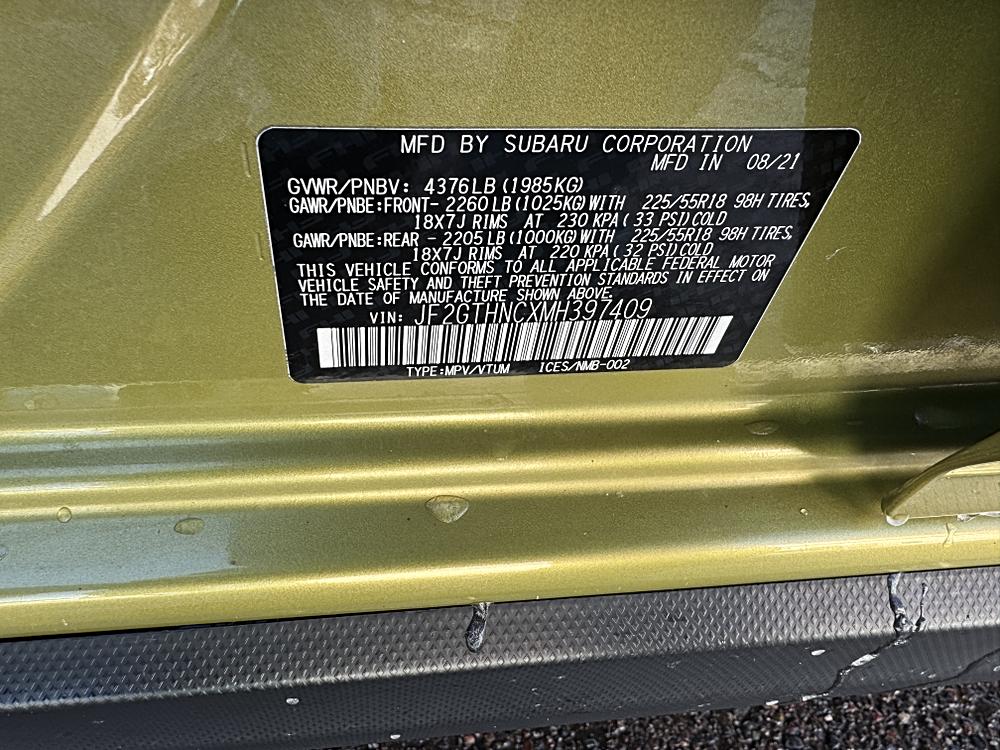 MFD BY SUBARU CORPORATION
MFD IN 08/21
GVWR/PNBV: 4376LB (1985KG)
GAWR/PNBE:FRONT- 2260LB (1025KG) WITH 225/55R18 98H TIRES,
18X7J RIMS AT 230 KPA ( 33 PSI) COLD
GAWR/PNBE:REAR - 2205LB (1000KG) WITH 225/55R18 98H TIRES,
18X7J RIMS AT 220 KPA ( 32 PSI) COLD
THIS VEHICLE CONFORMS TO ALL APPLICABLE FEDERAL MOTOR
VEHICLE SAFETY AND THEFT PREVENTION STANDARDS IN EFFECT ON
THE DATE OF MANUFACTURE SHOWN ABOVE.
VIN: JF2GTHNCXMH397409
TYPE:MPV/VTUM ICES/NMB-002